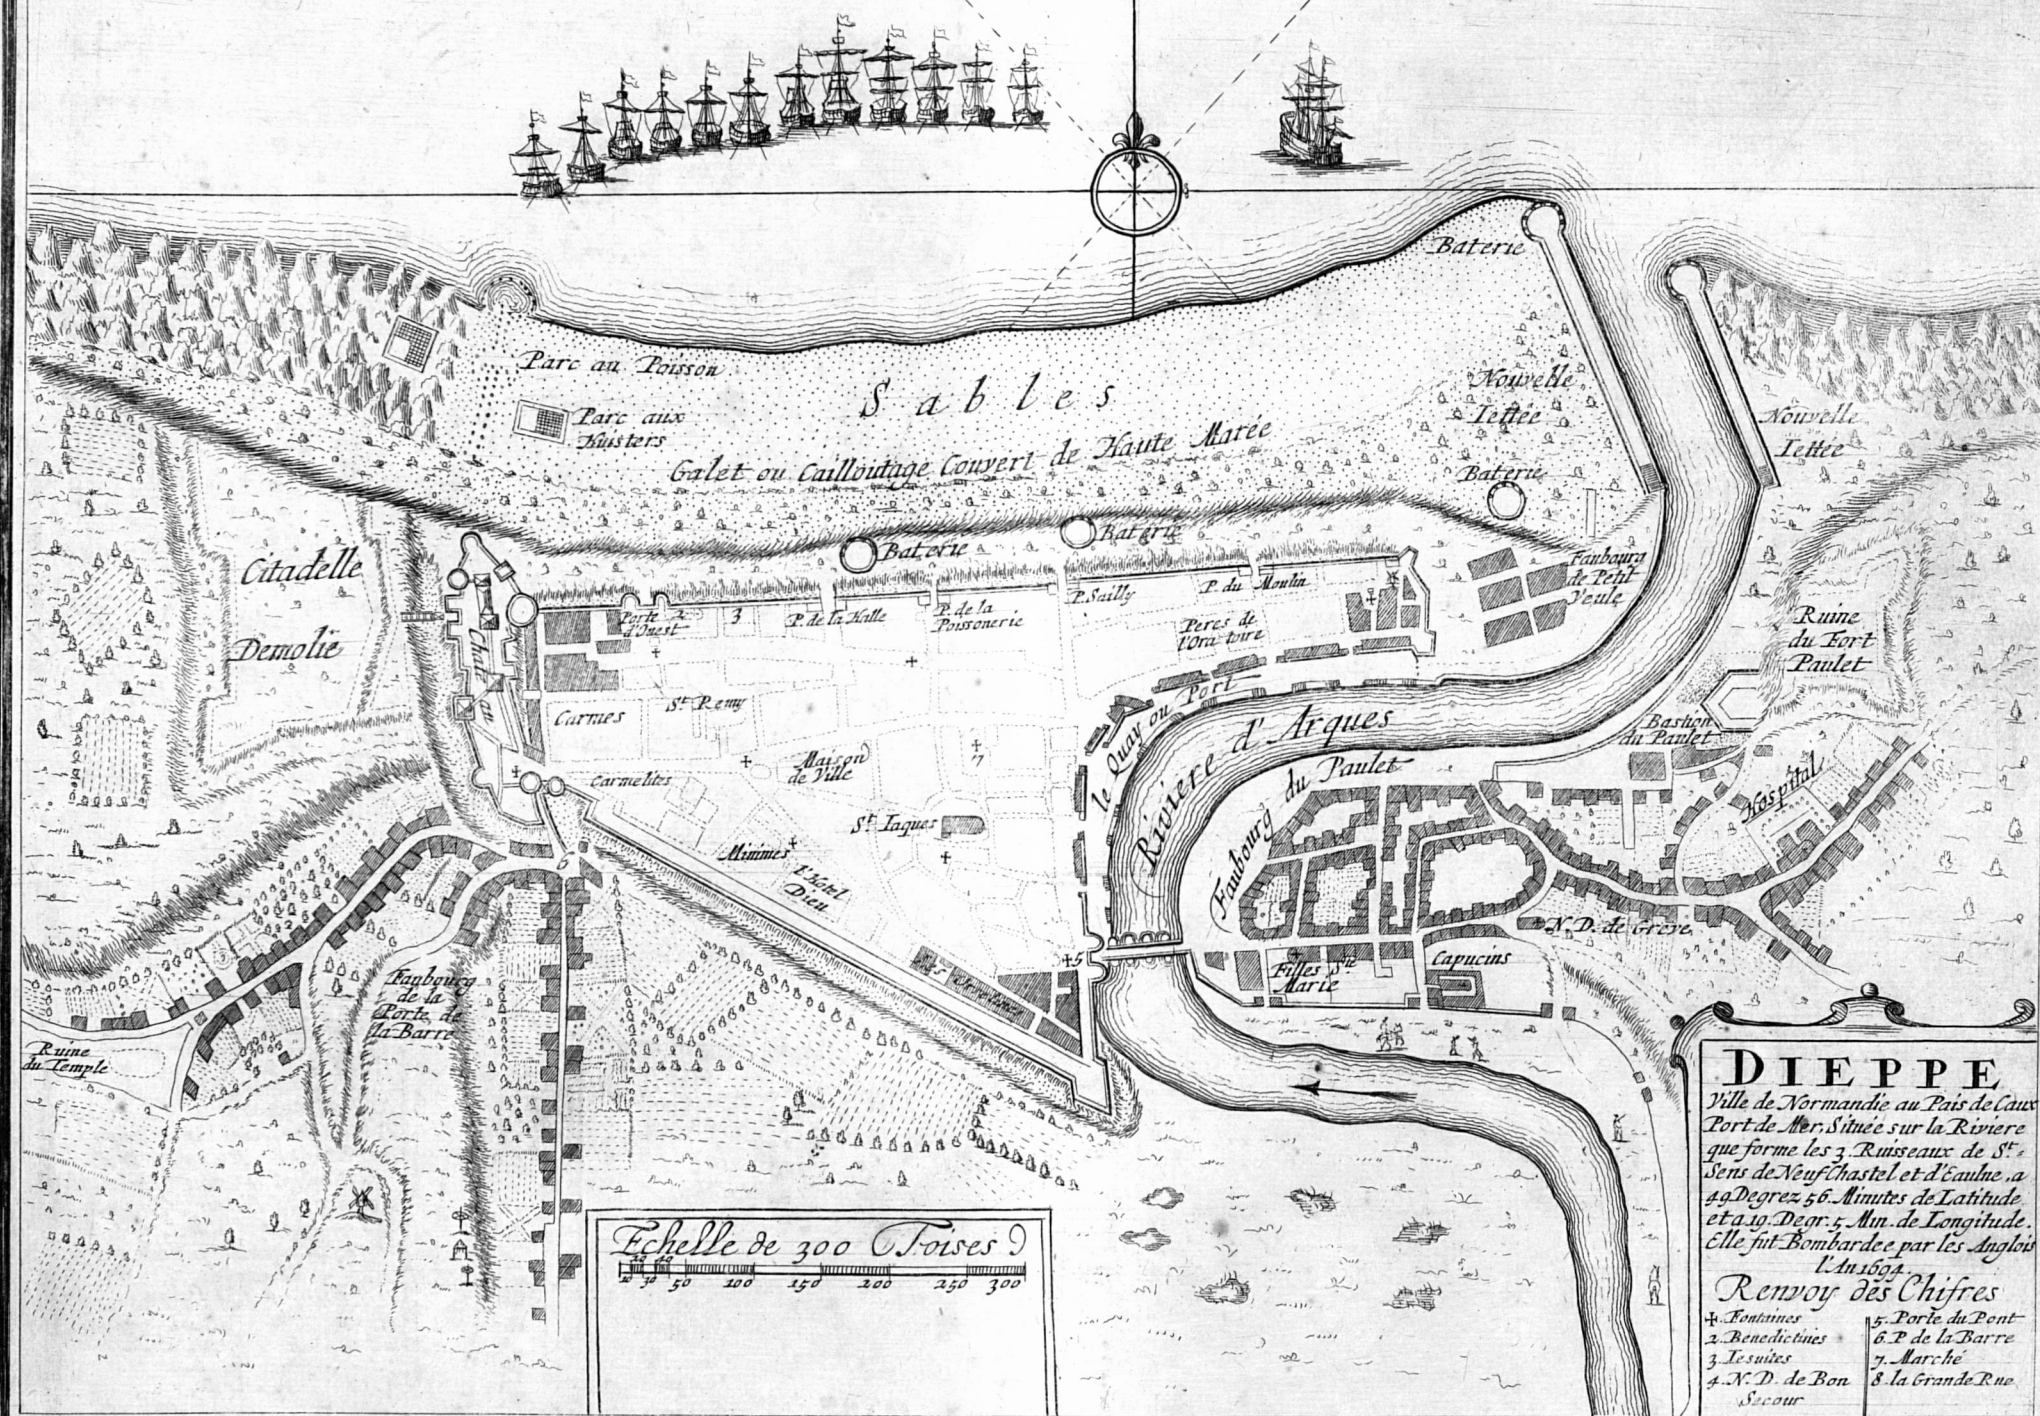 Baterie
Parc au Poisson
Parc aux
Huisters
Sables
Galet ou Cailloutage Couvert de Haute Marée
Nouvelle
Iettée
Nouvelle
Iettée
Baterie
Baterie
Baterie
Citadelle
Demolie
Chateau
Porte
d'Ouest
2
3
P. de la Halle
P. de la
Poissonerie
P. Sailly
P. du Moulin
Peres de
l'Oratoire
Faubourg
de Petit
Veule
Ruine
du Fort
Paulet
Bastion
du Paulet
Carmes
St. Remy
le Quay ou Port
Riviere d'Arques
Maison
de Ville
7
Carmelites
St. Iaques
Minimes
L'Hotel
Dieu
Faubourg du Paulet
Hospital
N. D. de Greve
5
Filles Ste
Marie
Capucins
6
Faubourg
de la
Porte de
la Barre
Ruine
du Temple
Echelle de 300 Toises
10 30 50 100 150 200 250 300
DIEPPE
Ville de Normandie au Pais de Caux
Port de Mer, Située sur la Riviere
que forme les 3. Ruisseaux de St.
Sens de Neuf Chastel et d'Eaulne, a
49 Degrez 56 Minutes de Latitude,
et a 19. Degr. 5 Min. de Longitude.
Elle fut Bombardee par les Anglois
l'An 1694.
Renvoy des Chifres
✝. Fontaines
2. Benedictines
3. Iesuites
4. N. D. de Bon
Secour
5. Porte du Pont
6. P de la Barre
7. Marché
8. la Grande Rue